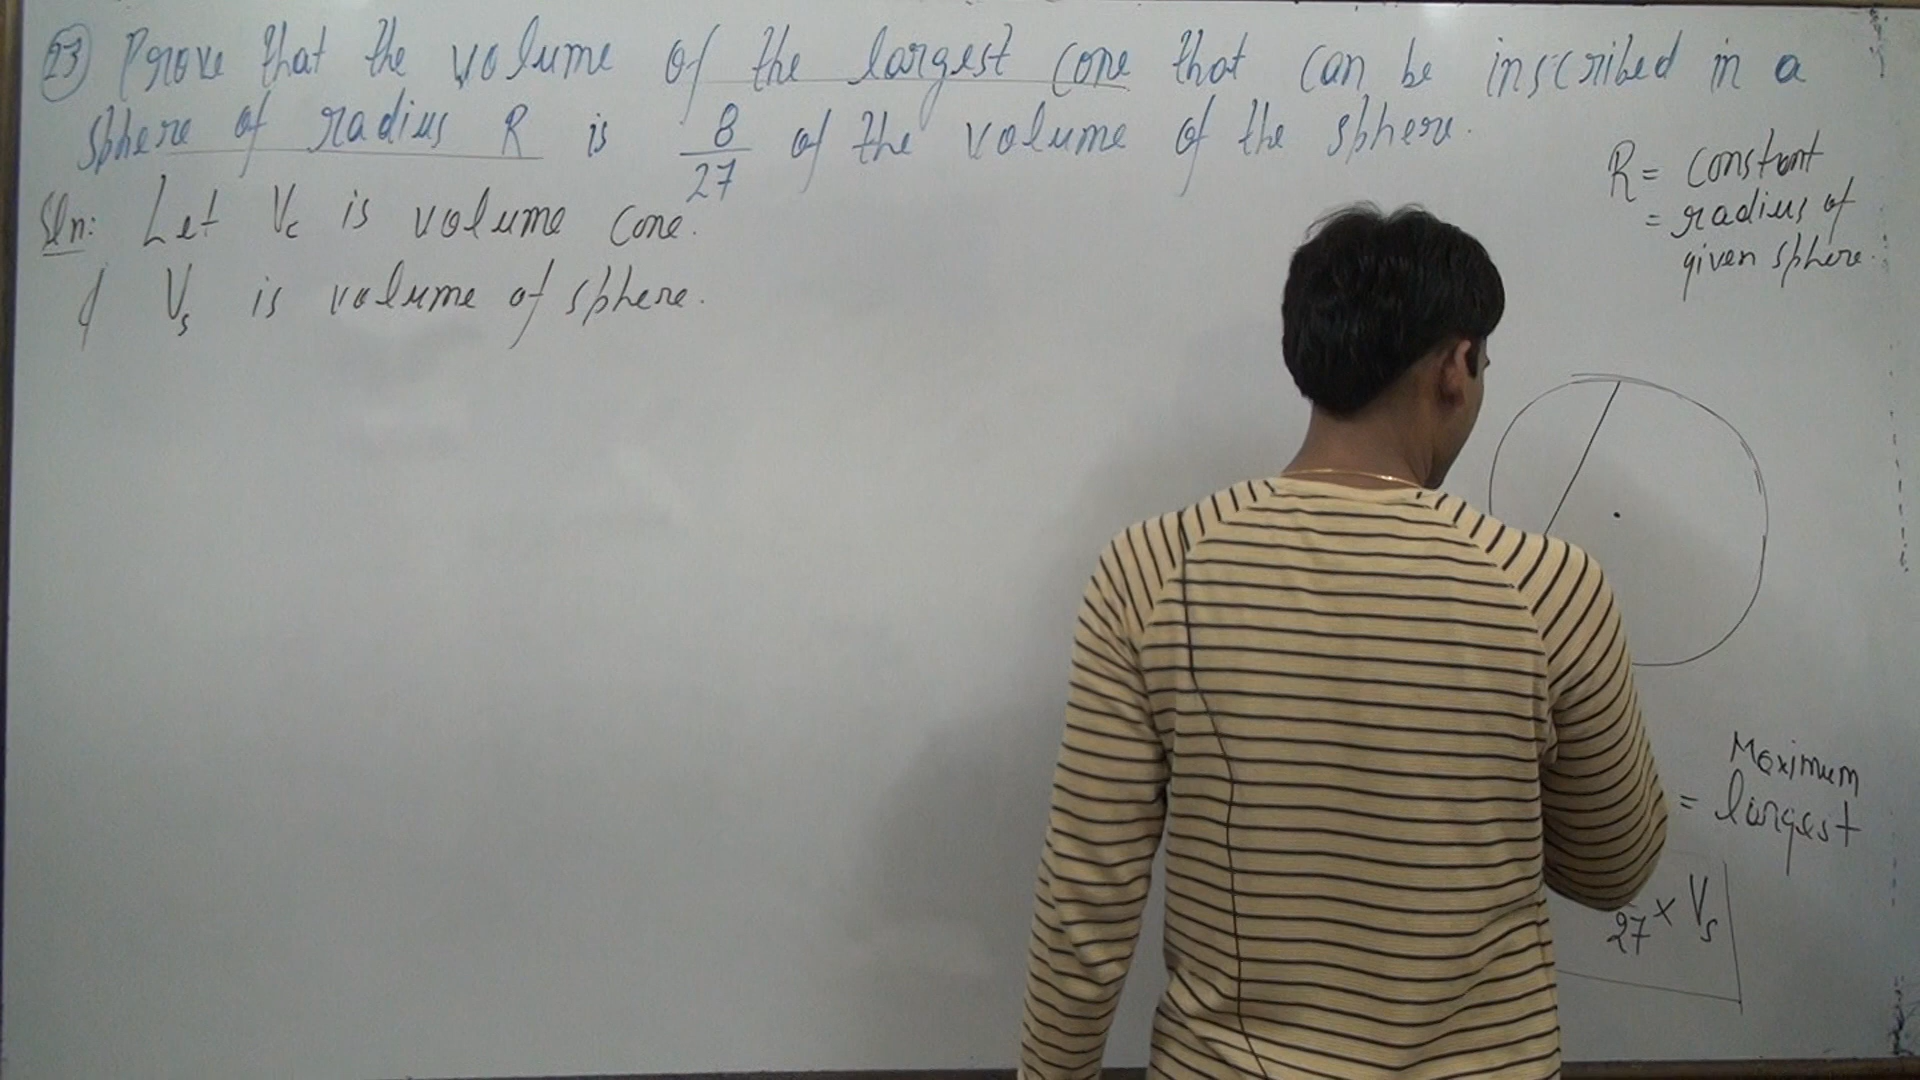 23 Prove that the volume of the largest cone that can be inscribed in a
sphere of radius R is 8/27 of the volume of the sphere.
Sln: Let Vc is volume cone.
& Vs is volume of sphere.
R = constant
= radius of
given sphere.
Maximum
= largest
27 × Vs